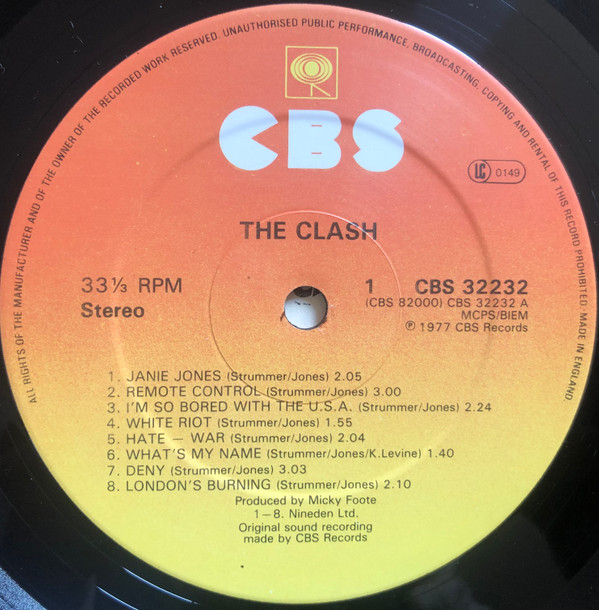 ALL RIGHTS OF THE MANUFACTURER AND OF THE OWNER OF THE RECORDED WORK RESERVED. UNAUTHORISED PUBLIC PERFORMANCE, BROADCASTING, COPYING AND RENTAL OF THIS RECORD PROHIBITED. MADE IN ENGLAND.
CBS
LC 0149
THE CLASH
33⅓ RPM
Stereo
1 CBS 32232
(CBS 82000) CBS 32232 A
MCPS/BIEM
℗ 1977 CBS Records
1. JANIE JONES (Strummer/Jones) 2.05
2. REMOTE CONTROL (Strummer/Jones) 3.00
3. I'M SO BORED WITH THE U.S.A. (Strummer/Jones) 2.24
4. WHITE RIOT (Strummer/Jones) 1.55
5. HATE — WAR (Strummer/Jones) 2.04
6. WHAT'S MY NAME (Strummer/Jones/K.Levine) 1.40
7. DENY (Strummer/Jones) 3.03
8. LONDON'S BURNING (Strummer/Jones) 2.10
Produced by Micky Foote
1—8. Nineden Ltd.
Original sound recording
made by CBS Records